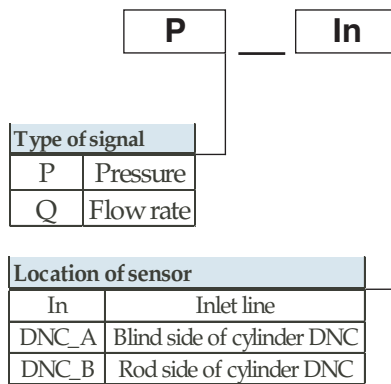 P __ In
Type of signal
P Pressure
Q Flow rate
Location of sensor
In Inlet line
DNC_A Blind side of cylinder DNC
DNC_B Rod side of cylinder DNC